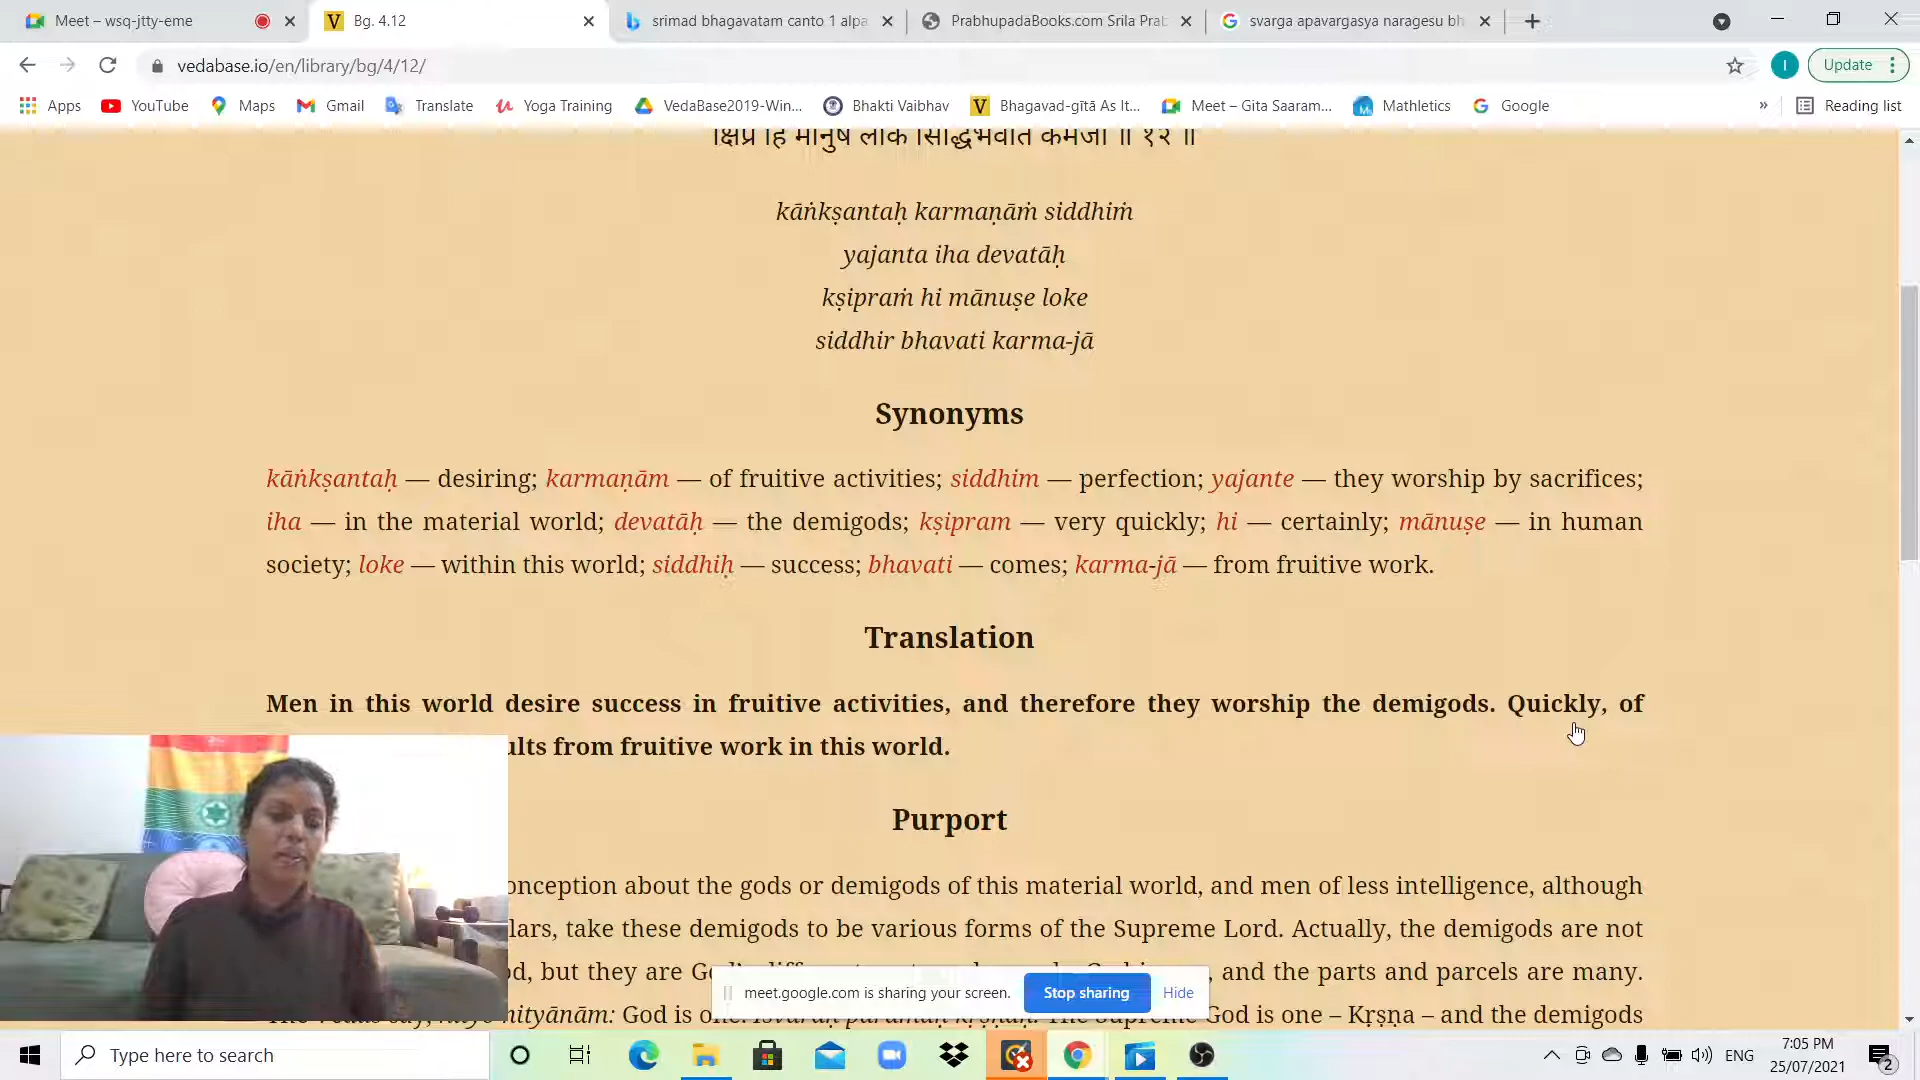 Meet – wsq-jtty-eme
Bg. 4.12
srimad bhagavatam canto 1 alpa
PrabhupadaBooks.com Srila Prab
svarga apavargasya naragesu bh
vedabase.io/en/library/bg/4/12/
I
Update
Apps
YouTube
Maps
Gmail
Translate
Yoga Training
VedaBase2019-Win...
Bhakti Vaibhav
Bhagavad-gītā As It...
Meet – Gita Saaram...
Mathletics
Google
»
Reading list
क्षिप्रं हि मानुषे लोके सिद्धिर्भवति कर्मजा ॥ १२ ॥
kāṅkṣantaḥ karmaṇāṁ siddhiṁ
yajanta iha devatāḥ
kṣipraṁ hi mānuṣe loke
siddhir bhavati karma-jā
Synonyms
kāṅkṣantaḥ — desiring; karmaṇām — of fruitive activities; siddhim — perfection; yajante — they worship by sacrifices;
iha — in the material world; devatāḥ — the demigods; kṣipram — very quickly; hi — certainly; mānuṣe — in human
society; loke — within this world; siddhiḥ — success; bhavati — comes; karma-jā — from fruitive work.
Translation
Men in this world desire success in fruitive activities, and therefore they worship the demigods. Quickly, of
ults from fruitive work in this world.
Purport
onception about the gods or demigods of this material world, and men of less intelligence, although
lars, take these demigods to be various forms of the Supreme Lord. Actually, the demigods are not
od, but they are and the parts and parcels are many.
meet.google.com is sharing your screen.
Stop sharing
Hide
nityānām: God is God is one – Kṛṣṇa – and the demigods
Type here to search
ENG
7:05 PM
25/07/2021
2